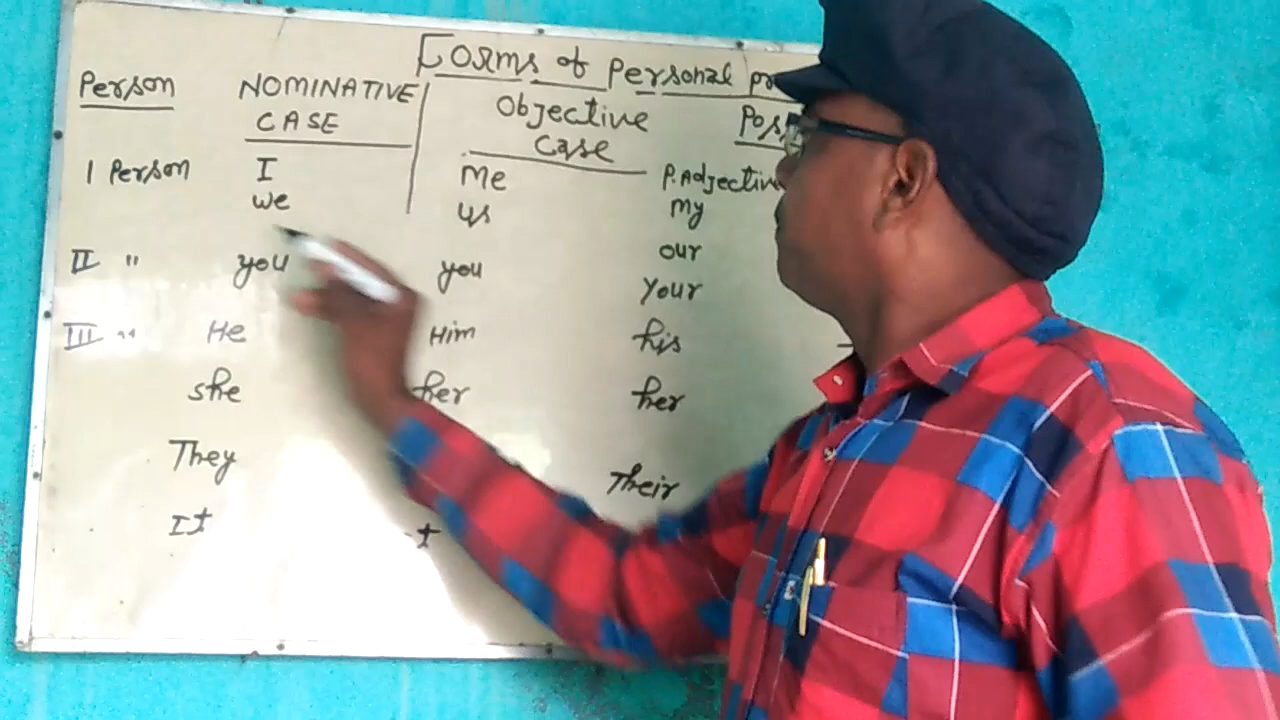 Forms of Personal
Person NOMINATIVE CASE Objective Case
P.Adjective
1 Person I me my
we us our
II " you you your
III " He Him his
she her her
They Their
It